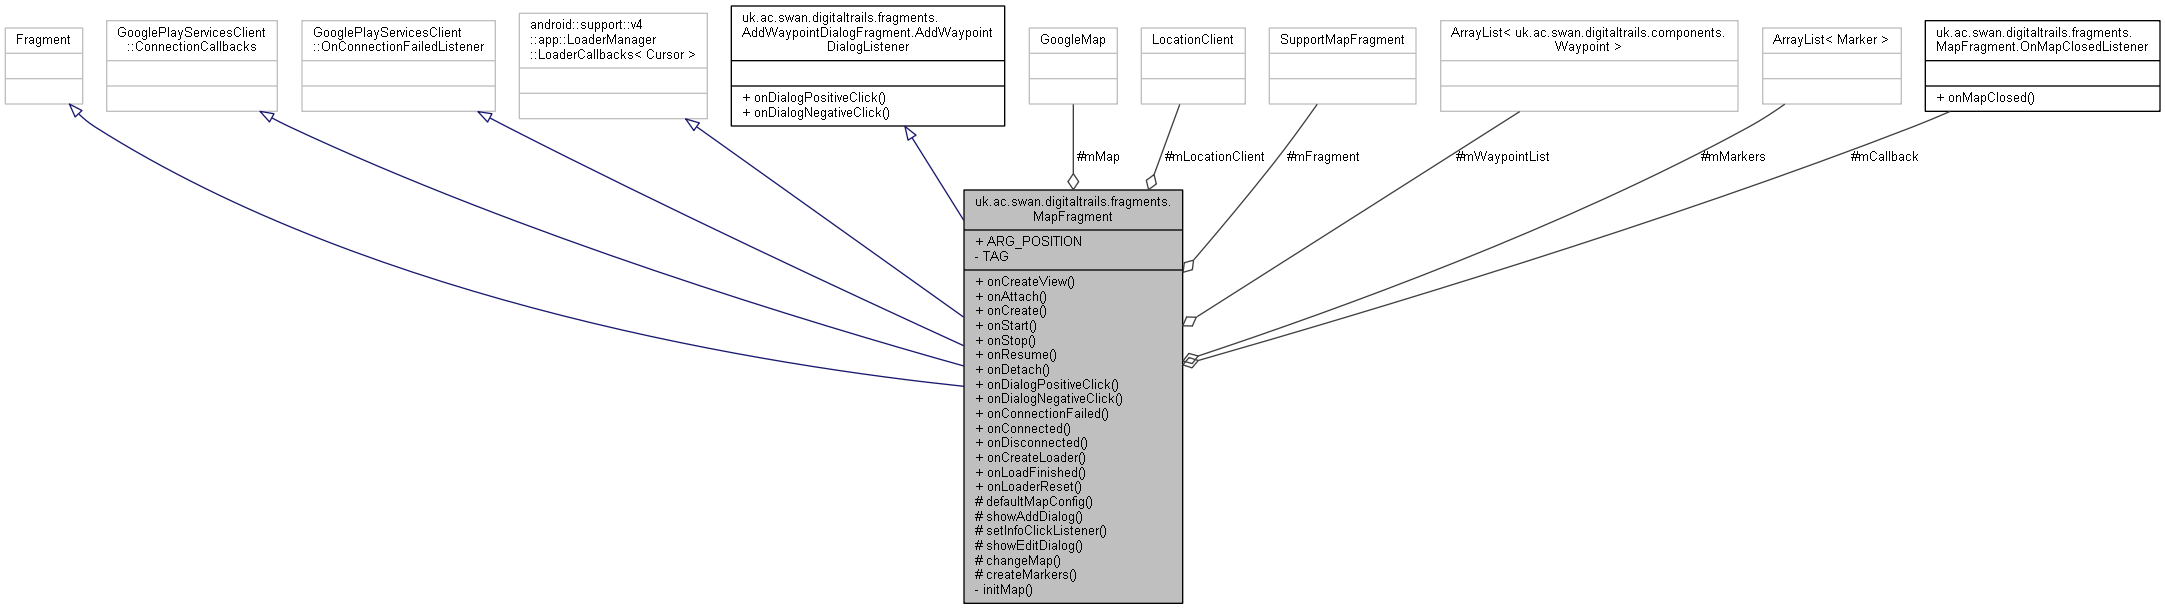 Fragment
GooglePlayServicesClient
::ConnectionCallbacks
GooglePlayServicesClient
::OnConnectionFailedListener
android::support::v4
::app::LoaderManager
::LoaderCallbacks< Cursor >
uk.ac.swan.digitaltrails.fragments.
AddWaypointDialogFragment.AddWaypoint
DialogListener
+ onDialogPositiveClick()
+ onDialogNegativeClick()
GoogleMap
LocationClient
SupportMapFragment
ArrayList< uk.ac.swan.digitaltrails.components.
Waypoint >
ArrayList< Marker >
uk.ac.swan.digitaltrails.fragments.
MapFragment.OnMapClosedListener
+ onMapClosed()
#mMap
#mLocationClient
#mFragment
#mWaypointList
#mMarkers
#mCallback
uk.ac.swan.digitaltrails.fragments.
MapFragment
+ ARG_POSITION
- TAG
+ onCreateView()
+ onAttach()
+ onCreate()
+ onStart()
+ onStop()
+ onResume()
+ onDetach()
+ onDialogPositiveClick()
+ onDialogNegativeClick()
+ onConnectionFailed()
+ onConnected()
+ onDisconnected()
+ onCreateLoader()
+ onLoadFinished()
+ onLoaderReset()
# defaultMapConfig()
# showAddDialog()
# setInfoClickListener()
# showEditDialog()
# changeMap()
# createMarkers()
- initMap()